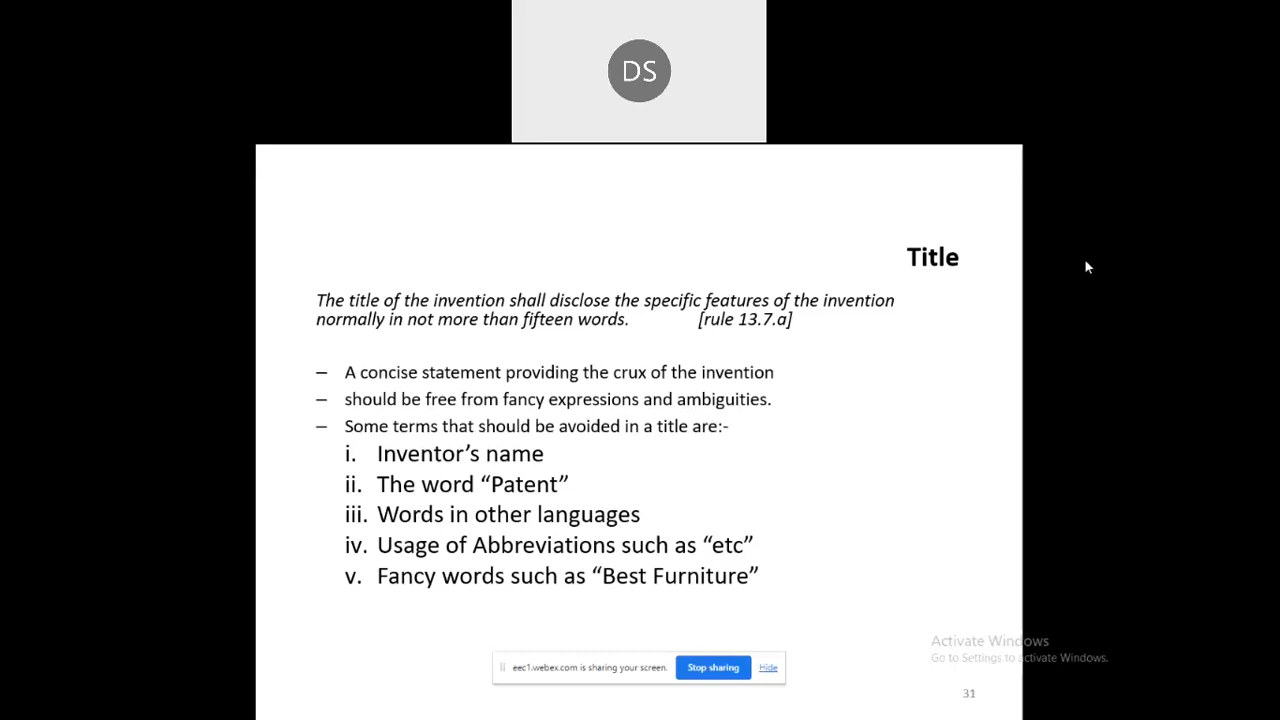 DS
Title
The title of the invention shall disclose the specific features of the invention
normally in not more than fifteen words. [rule 13.7.a]
– A concise statement providing the crux of the invention
– should be free from fancy expressions and ambiguities.
– Some terms that should be avoided in a title are:-
i. Inventor’s name
ii. The word “Patent”
iii. Words in other languages
iv. Usage of Abbreviations such as “etc”
v. Fancy words such as “Best Furniture”
Activate Windows
Go to Settings to activate Windows.
eec1.webex.com is sharing your screen. Stop sharing Hide
31